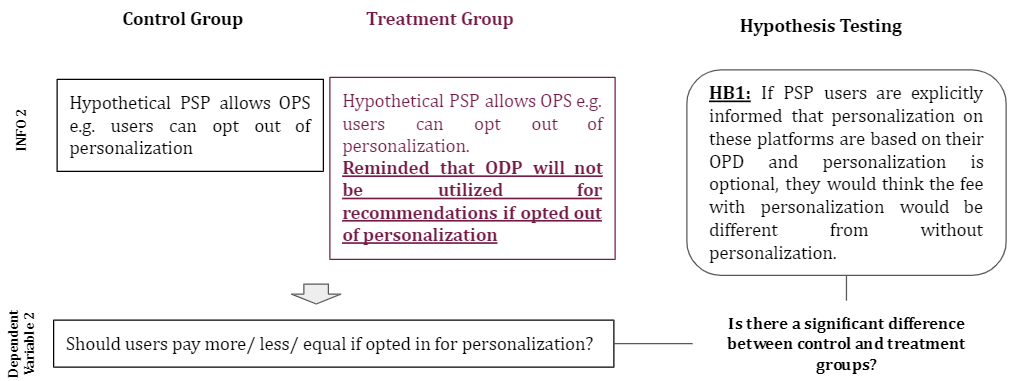 Control Group
Treatment Group
Hypothesis Testing
INFO 2
Hypothetical PSP allows OPS
e.g. users can opt out of
personalization
Hypothetical PSP allows OPS e.g.
users can opt out of
personalization.
Reminded that ODP will not
be utilized for
recommendations if opted out
of personalization
HB1: If PSP users are explicitly
informed that personalization on
these platforms are based on their
OPD and personalization is
optional, they would think the fee
with personalization would be
different from without
personalization.
Dependent
Variable 2
Should users pay more/ less/ equal if opted in for personalization?
Is there a significant difference
between control and treatment
groups?